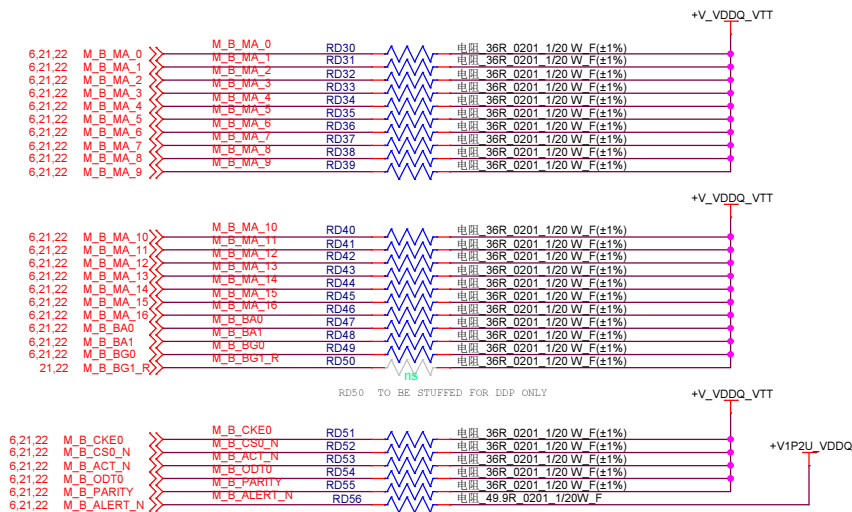 +V_VDDQ_VTT
6,21,22 M_B_MA_0 M_B_MA_0 RD30 电阻_36R_0201_1/20 W_F(±1%)
6,21,22 M_B_MA_1 M_B_MA_1 RD31 电阻_36R_0201_1/20 W_F(±1%)
6,21,22 M_B_MA_2 M_B_MA_2 RD32 电阻_36R_0201_1/20 W_F(±1%)
6,21,22 M_B_MA_3 M_B_MA_3 RD33 电阻_36R_0201_1/20 W_F(±1%)
6,21,22 M_B_MA_4 M_B_MA_4 RD34 电阻_36R_0201_1/20 W_F(±1%)
6,21,22 M_B_MA_5 M_B_MA_5 RD35 电阻_36R_0201_1/20 W_F(±1%)
6,21,22 M_B_MA_6 M_B_MA_6 RD36 电阻_36R_0201_1/20 W_F(±1%)
6,21,22 M_B_MA_7 M_B_MA_7 RD37 电阻_36R_0201_1/20 W_F(±1%)
6,21,22 M_B_MA_8 M_B_MA_8 RD38 电阻_36R_0201_1/20 W_F(±1%)
6,21,22 M_B_MA_9 M_B_MA_9 RD39 电阻_36R_0201_1/20 W_F(±1%)
+V_VDDQ_VTT
6,21,22 M_B_MA_10 M_B_MA_10 RD40 电阻_36R_0201_1/20 W_F(±1%)
6,21,22 M_B_MA_11 M_B_MA_11 RD41 电阻_36R_0201_1/20 W_F(±1%)
6,21,22 M_B_MA_12 M_B_MA_12 RD42 电阻_36R_0201_1/20 W_F(±1%)
6,21,22 M_B_MA_13 M_B_MA_13 RD43 电阻_36R_0201_1/20 W_F(±1%)
6,21,22 M_B_MA_14 M_B_MA_14 RD44 电阻_36R_0201_1/20 W_F(±1%)
6,21,22 M_B_MA_15 M_B_MA_15 RD45 电阻_36R_0201_1/20 W_F(±1%)
6,21,22 M_B_MA_16 M_B_MA_16 RD46 电阻_36R_0201_1/20 W_F(±1%)
6,21,22 M_B_BA0 M_B_BA0 RD47 电阻_36R_0201_1/20 W_F(±1%)
6,21,22 M_B_BA1 M_B_BA1 RD48 电阻_36R_0201_1/20 W_F(±1%)
6,21,22 M_B_BG0 M_B_BG0 RD49 电阻_36R_0201_1/20 W_F(±1%)
21,22 M_B_BG1_R M_B_BG1_R RD50 电阻_36R_0201_1/20 W_F(±1%)
ns
RD50 TO BE STUFFED FOR DDP ONLY
+V_VDDQ_VTT
6,21,22 M_B_CKE0 M_B_CKE0 RD51 电阻_36R_0201_1/20 W_F(±1%)
6,21,22 M_B_CS0_N M_B_CS0_N RD52 电阻_36R_0201_1/20 W_F(±1%)
6,21,22 M_B_ACT_N M_B_ACT_N RD53 电阻_36R_0201_1/20 W_F(±1%)
6,21,22 M_B_ODT0 M_B_ODT0 RD54 电阻_36R_0201_1/20 W_F(±1%)
6,21,22 M_B_PARITY M_B_PARITY RD55 电阻_36R_0201_1/20 W_F(±1%)
6,21,22 M_B_ALERT_N M_B_ALERT_N RD56 电阻_49.9R_0201_1/20W_F
+V1P2U_VDDQ